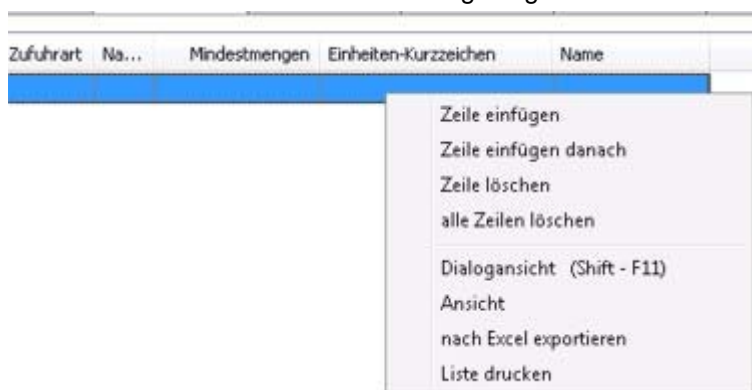 Zufuhrart Na... Mindestmengen Einheiten-Kurzzeichen Name
Zeile einfügen
Zeile einfügen danach
Zeile löschen
alle Zeilen löschen
Dialogansicht (Shift - F11)
Ansicht
nach Excel exportieren
Liste drucken